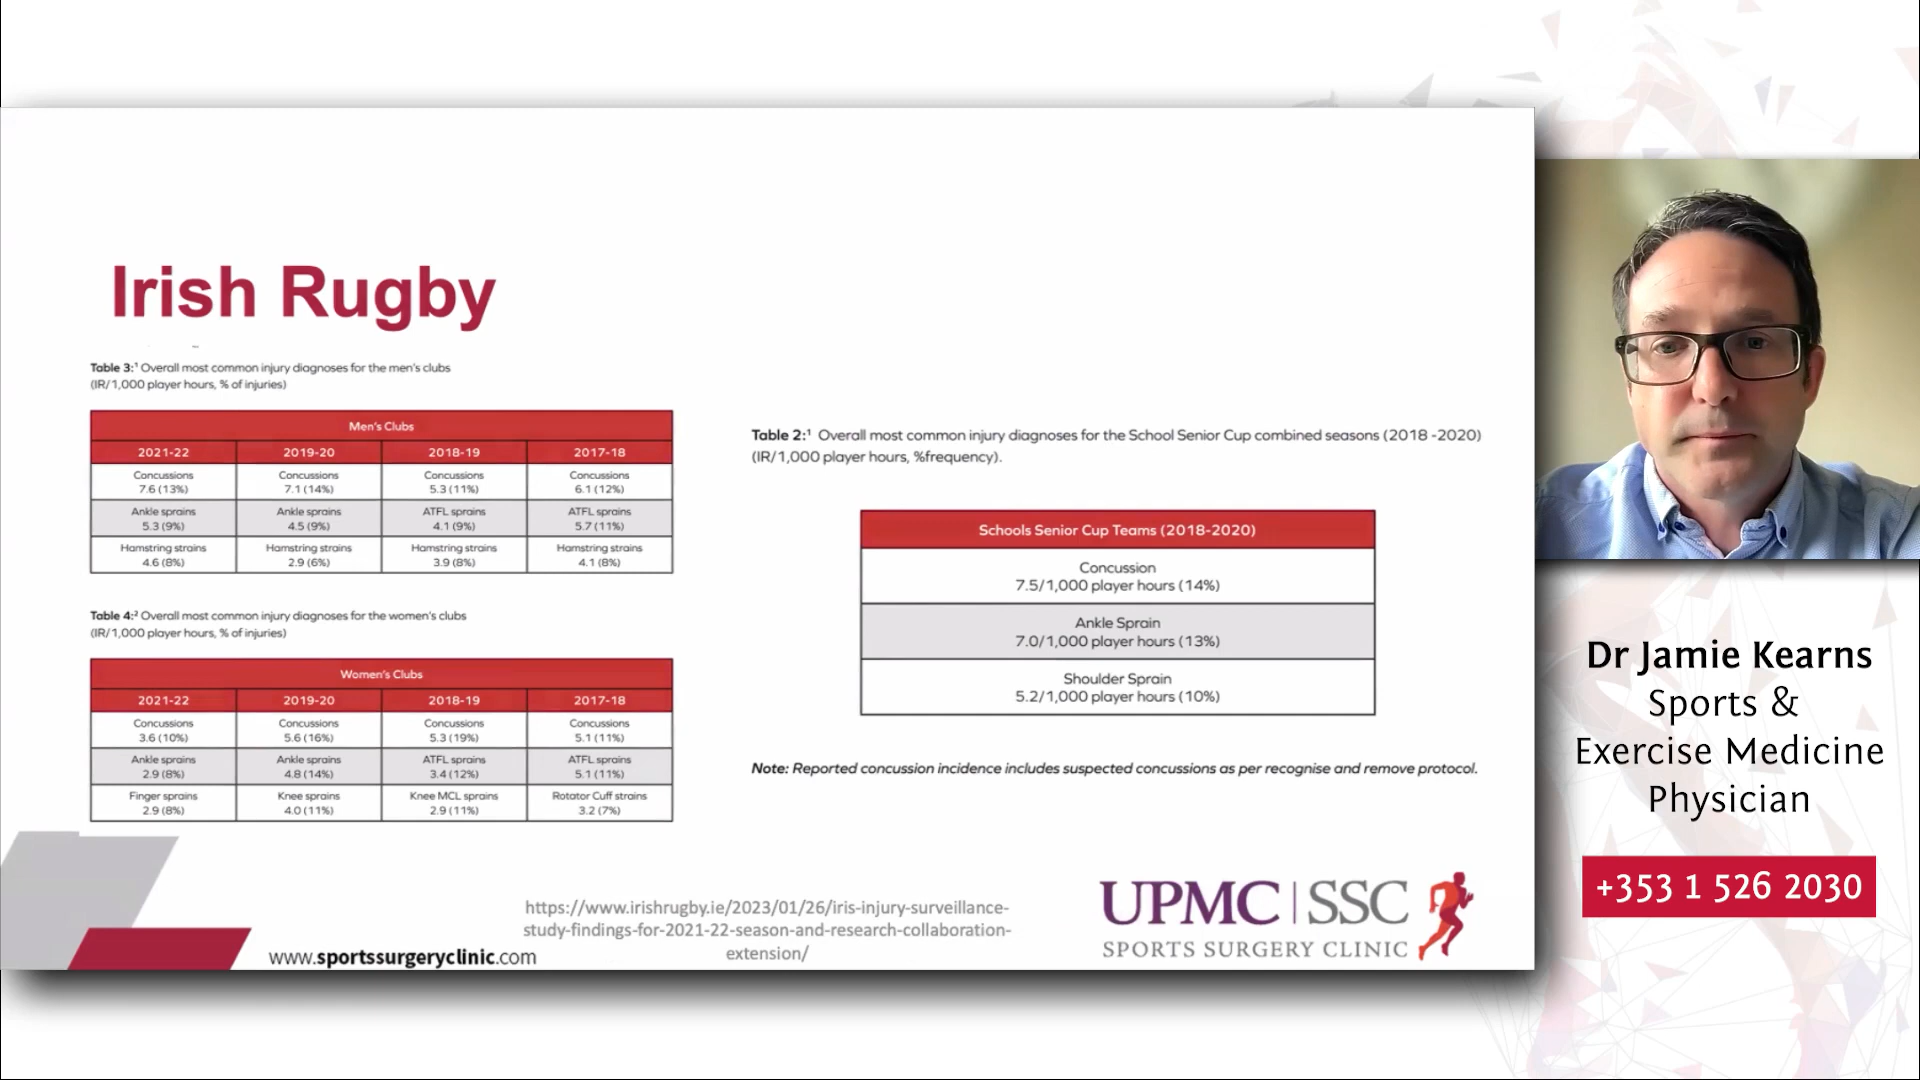 Irish Rugby
Table 3:¹ Overall most common injury diagnoses for the men's clubs
(IR/1,000 player hours, % of injuries)
Men's Clubs
2021-22 2019-20 2018-19 2017-18
Concussions Concussions Concussions Concussions
7.6 (13%) 7.1 (14%) 5.3 (11%) 6.1 (12%)
Ankle sprains Ankle sprains ATFL sprains ATFL sprains
5.3 (9%) 4.5 (9%) 4.1 (9%) 5.7 (11%)
Hamstring strains Hamstring strains Hamstring strains Hamstring strains
4.6 (8%) 2.9 (6%) 3.9 (8%) 4.1 (8%)
Table 4:² Overall most common injury diagnoses for the women's clubs
(IR/1,000 player hours, % of injuries)
Women's Clubs
2021-22 2019-20 2018-19 2017-18
Concussions Concussions Concussions Concussions
3.6 (10%) 5.6 (16%) 5.3 (19%) 5.1 (11%)
Ankle sprains Ankle sprains ATFL sprains ATFL sprains
2.9 (8%) 4.8 (14%) 3.4 (12%) 5.1 (11%)
Finger sprains Knee sprains Knee MCL sprains Rotator Cuff strains
2.9 (8%) 4.0 (11%) 2.9 (11%) 3.2 (7%)
Table 2:¹ Overall most common injury diagnoses for the School Senior Cup combined seasons (2018 -2020)
(IR/1,000 player hours, %frequency).
Schools Senior Cup Teams (2018-2020)
Concussion
7.5/1,000 player hours (14%)
Ankle Sprain
7.0/1,000 player hours (13%)
Shoulder Sprain
5.2/1,000 player hours (10%)
Note: Reported concussion incidence includes suspected concussions as per recognise and remove protocol.
https://www.irishrugby.ie/2023/01/26/iris-injury-surveillance-
study-findings-for-2021-22-season-and-research-collaboration-
extension/
www.sportssurgeryclinic.com
UPMC | SSC
SPORTS SURGERY CLINIC
Dr Jamie Kearns
Sports &
Exercise Medicine
Physician
+353 1 526 2030